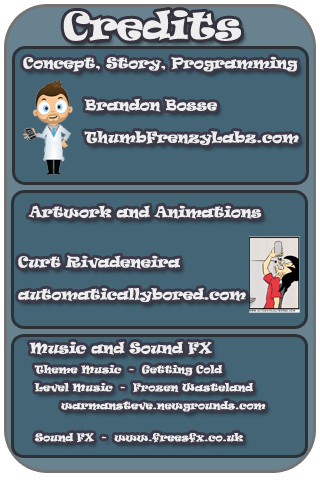 Credits
Concept, Story, Programming
Brandon Bosse
ThumbFrenzyLabz.com
Artwork and Animations
Curt Rivadeneira
automaticallybored.com
Music and Sound FX
Theme Music - Getting Cold
Level Music - Frozen Wasteland
warmansteve.newgrounds.com
Sound FX - www.freesfx.co.uk